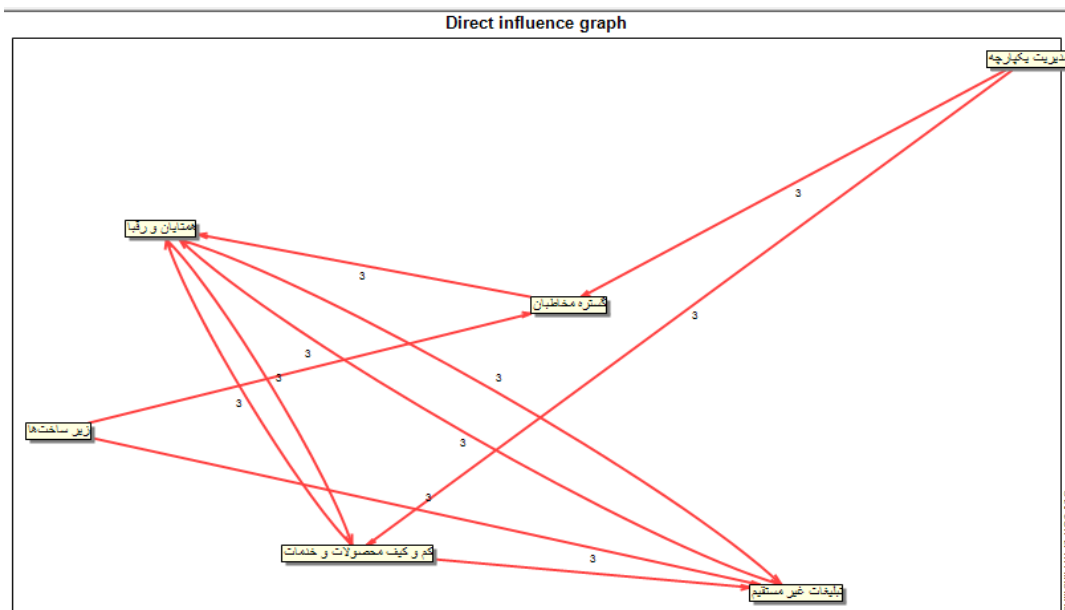 Direct influence graph
مدیریت یکپارچه
3
همتایان و رقبا
3
گستره مخاطبان
3
3
3
3
3
زیر ساخت‌ها
3
3
کم و کیف محصولات و خدمات
3
تبلیغات غیر مستقیم